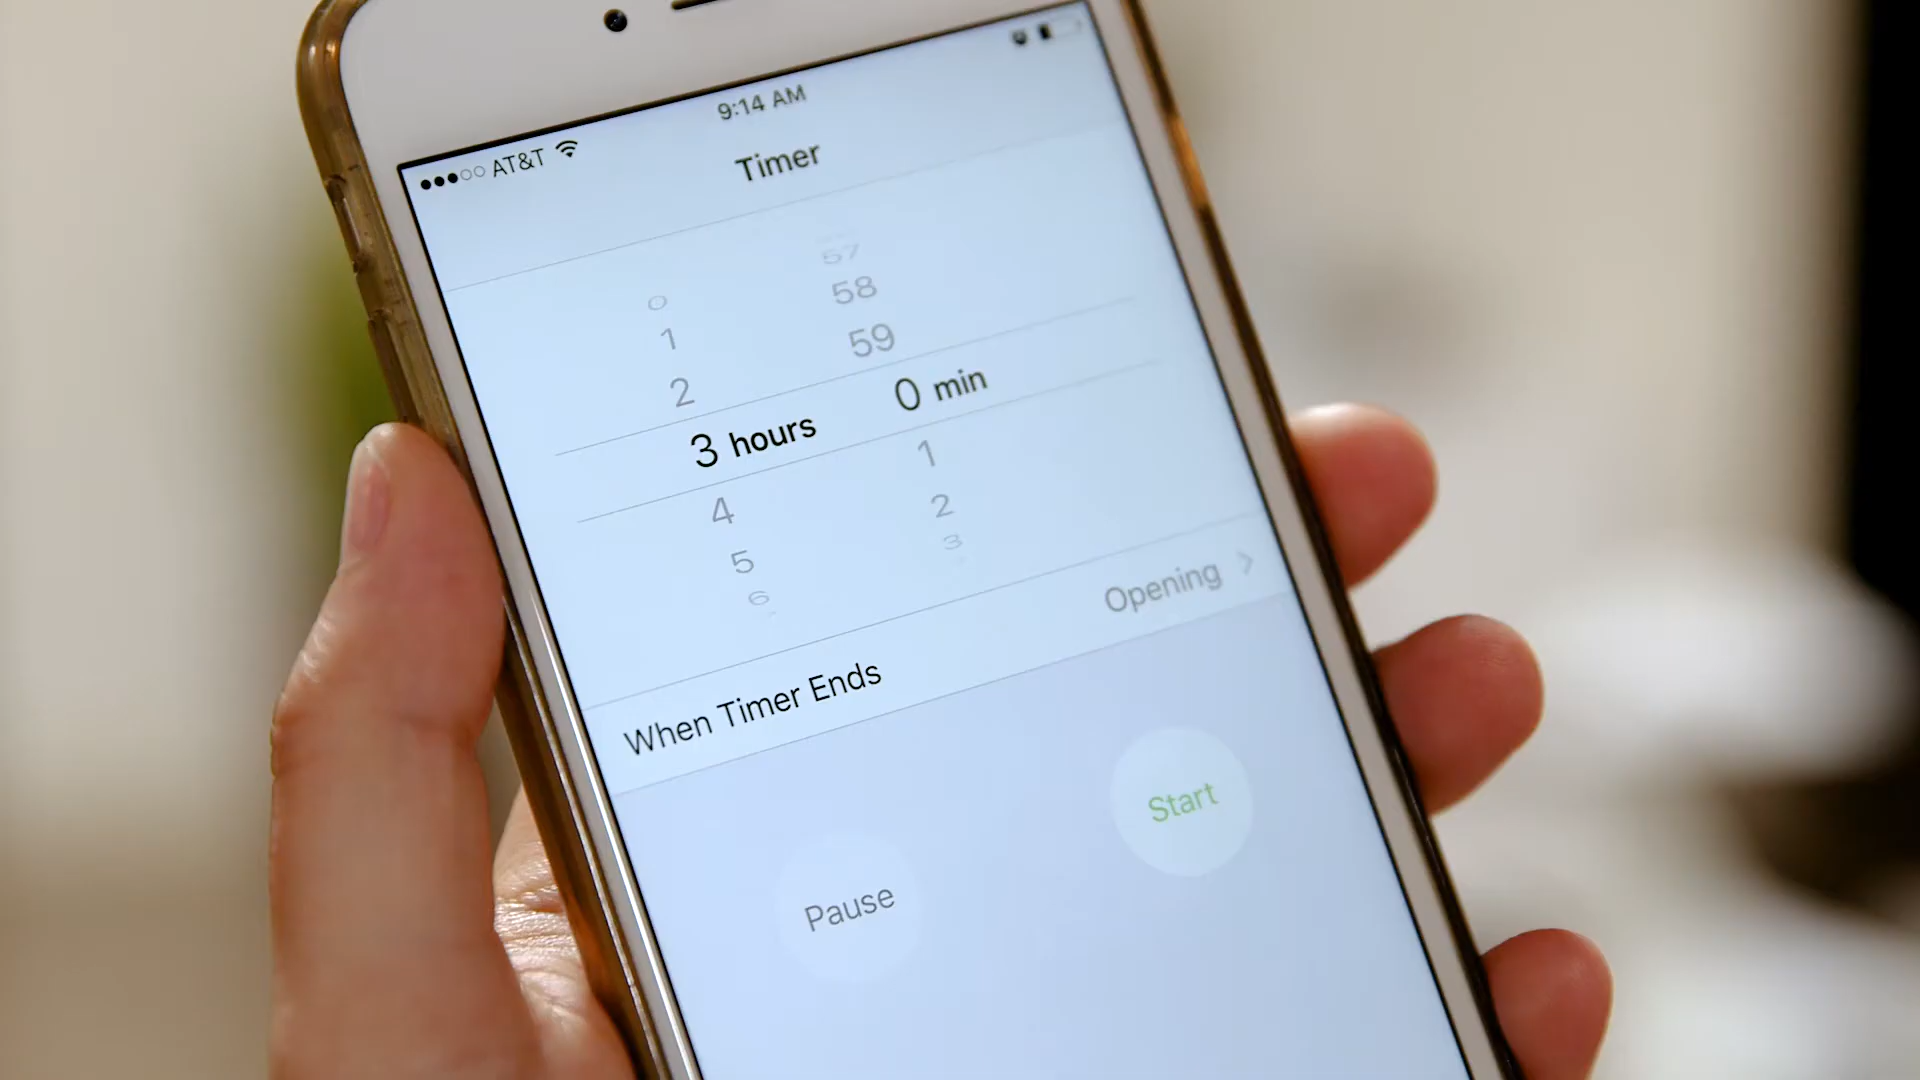 9:14 AM
AT&T
Timer
57
0 58
1 59
2
3 hours 0 min
4 1
5 2
6 3
When Timer Ends Opening >
Pause Start